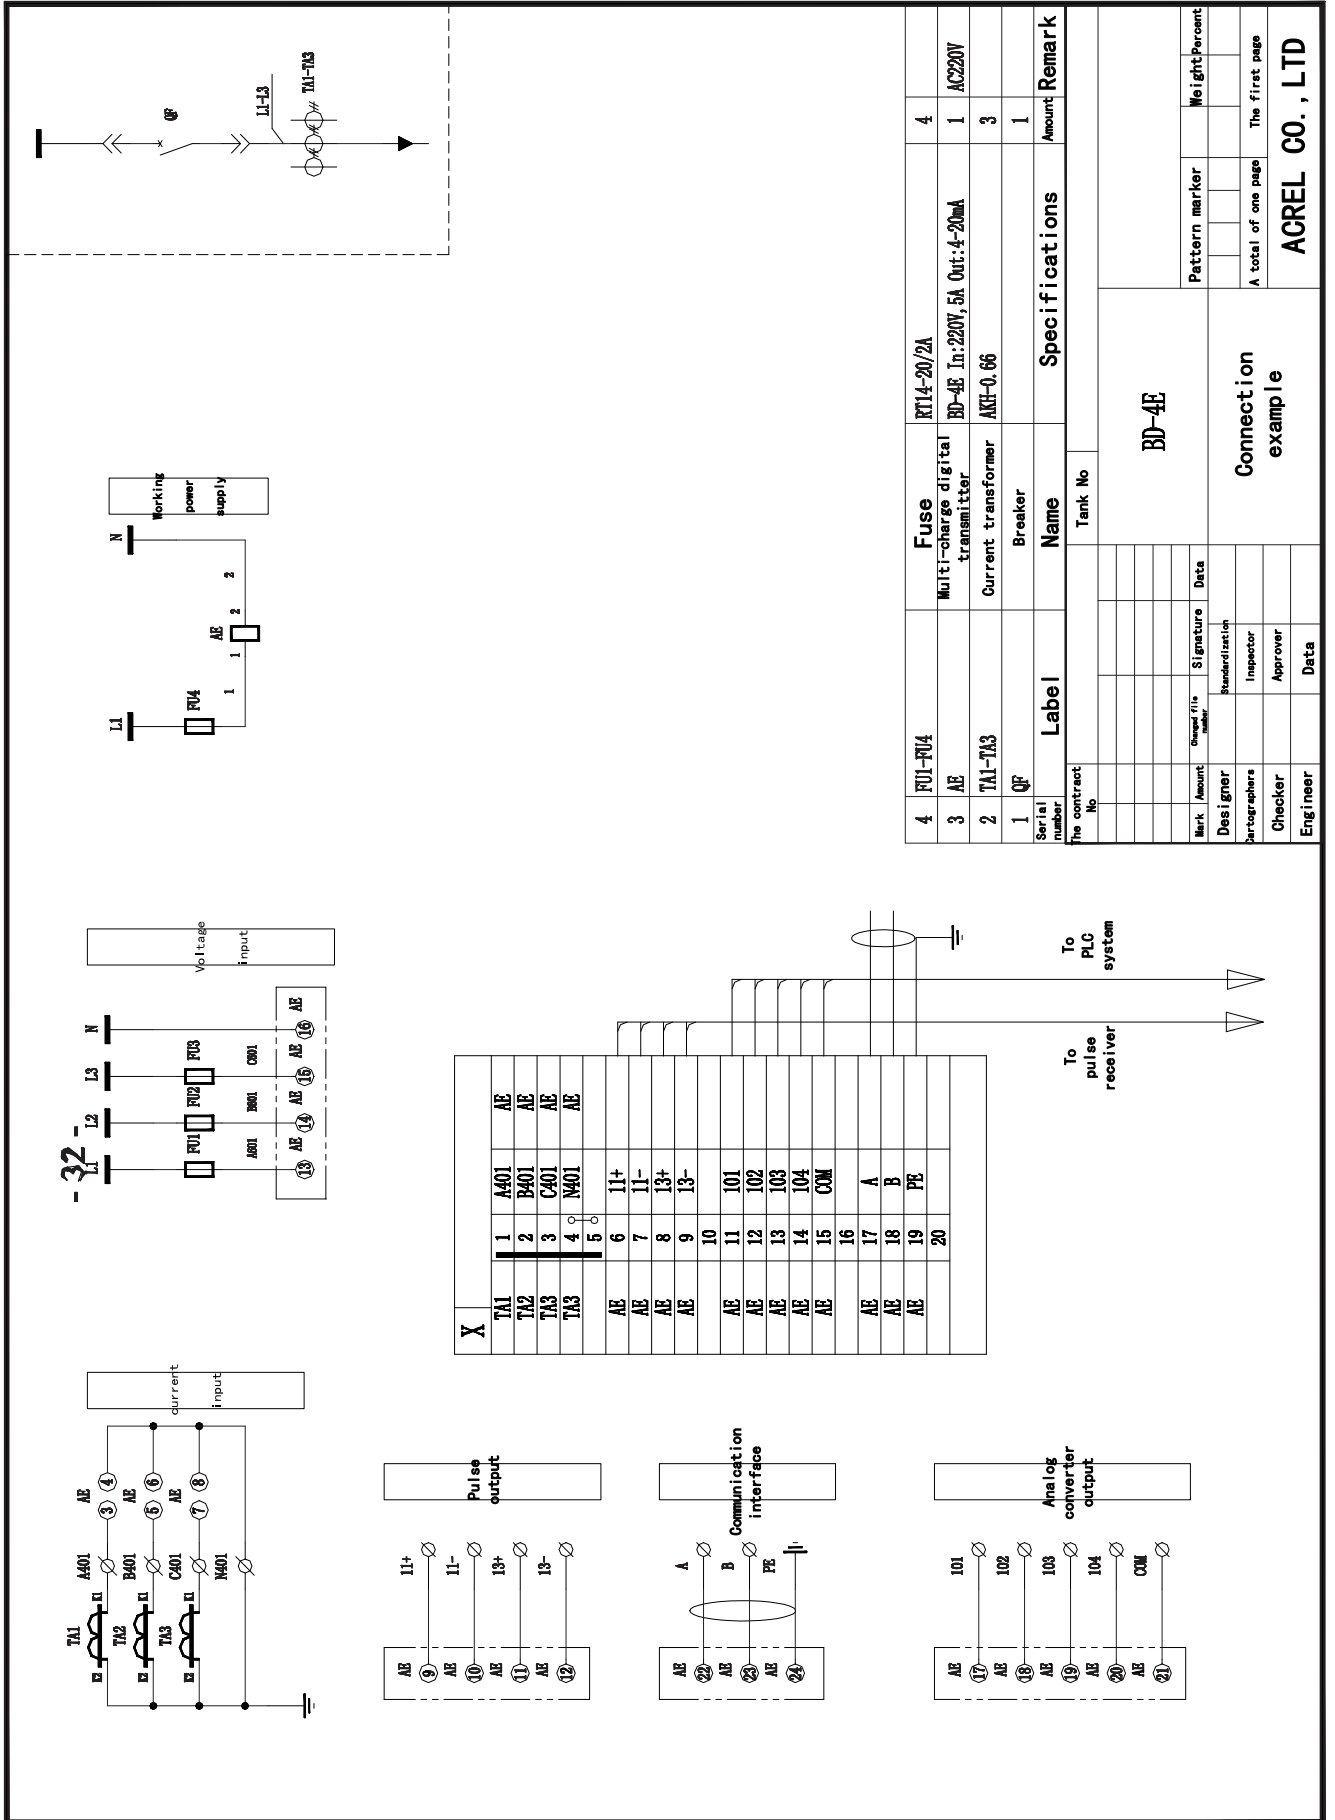 - 32 -
current
input
TA1
K2
K1
A401
AE
3
4
TA2
K2
K1
B401
AE
5
6
TA3
K2
K1
C401
AE
7
8
N401
Voltage
input
L1
L2
L3
N
FU1
FU2
FU3
A601
B601
C601
13
AE
14
AE
15
AE
16
AE
Working
power
supply
L1
N
FU4
AE
1
1
2
2
QF
L1-L3
TA1-TA3
Pulse
output
AE
9
11+
AE
10
11-
AE
11
13+
AE
12
13-
Communication
interface
AE
22
A
AE
23
B
AE
24
PE
Analog
converter
output
AE
17
101
AE
18
102
AE
19
103
AE
20
104
AE
21
COM
X
TA1 1 A401 AE
TA2 2 B401 AE
TA3 3 C401 AE
TA3 4 N401 AE
5
AE 6 11+
AE 7 11-
AE 8 13+
AE 9 13-
10
AE 11 101
AE 12 102
AE 13 103
AE 14 104
AE 15 COM
16
AE 17 A
AE 18 B
AE 19 PE
20
To
pulse
receiver
To
PLC
system
4 FU1-FU4 Fuse RT14-20/2A 4
3 AE Multi-charge digital
transmitter BD-4E In:220V,5A Out:4-20mA 1 AC220V
2 TA1-TA3 Current transformer AKH-0.66 3
1 QF Breaker 1
Serial
number Label Name Specifications Amount Remark
The contract
No
Tank No
BD-4E
Mark Amount Changed file
number Signature Data
Pattern marker Weight Percent
Designer Standardization
Cartographers Inspector
Checker Approver
Engineer Data
Connection
example
A total of one page The first page
ACREL CO.,LTD